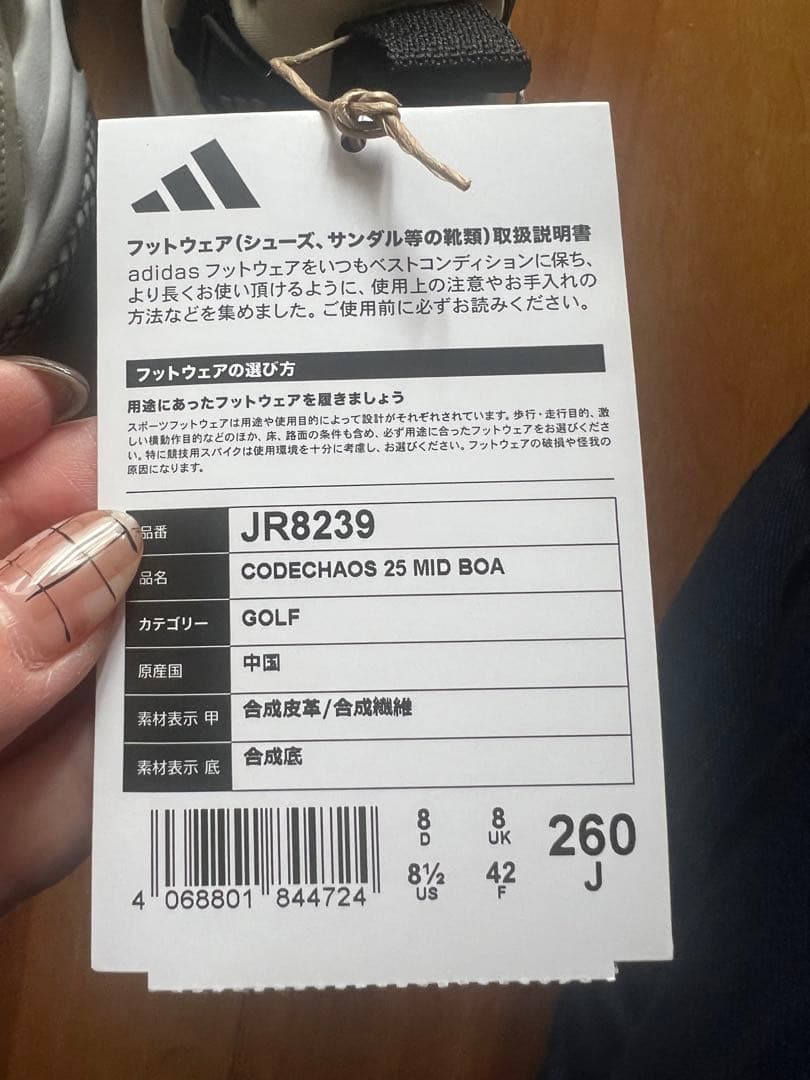 フットウェア(シューズ、サンダル等の靴類)取扱説明書
adidas フットウェアをいつもベストコンディションに保ち、
より長くお使い頂けるように、使用上の注意やお手入れの
方法などを集めました。ご使用前に必ずお読みください。
フットウェアの選び方
用途にあったフットウェアを履きましょう
スポーツフットウェアは用途や使用目的によって設計がそれぞれされています。歩行・走行目的、激
しい横動作目的などのほか、床、路面の条件も含め、必ず用途に合ったフットウェアをお選びくださ
い。特に競技用スパイクは使用環境を十分に考慮し、お選びください。フットウェアの破損や怪我の
原因になります。
品番 JR8239
品名 CODECHAOS 25 MID BOA
カテゴリー GOLF
原産国 中国
素材表示 甲 合成皮革/合成繊維
素材表示 底 合成底
8 8 260
D UK J
8½ 42
US F
4 068801 844724